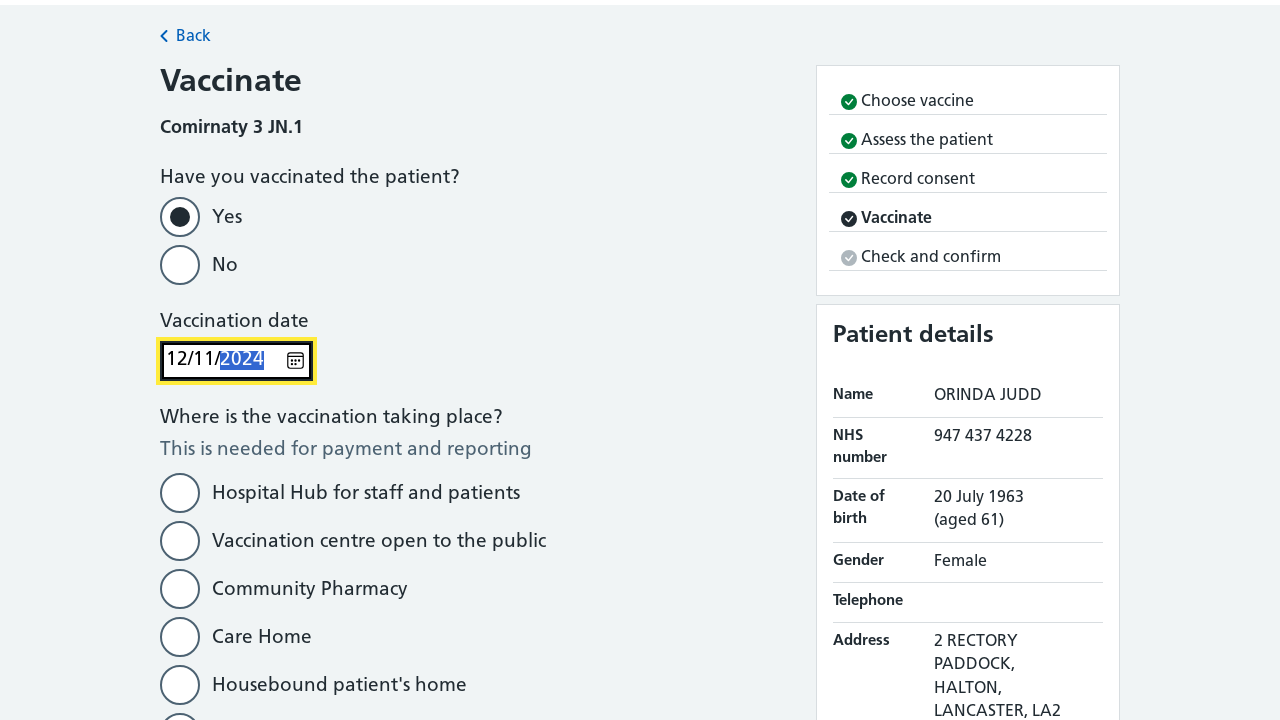 Back
Vaccinate
Comirnaty 3 JN.1
Have you vaccinated the patient?
Yes
No
Vaccination date
12/11/2024
Where is the vaccination taking place?
This is needed for payment and reporting
Hospital Hub for staff and patients
Vaccination centre open to the public
Community Pharmacy
Care Home
Housebound patient's home
Choose vaccine
Assess the patient
Record consent
Vaccinate
Check and confirm
Patient details
Name ORINDA JUDD
NHS number 947 437 4228
Date of birth 20 July 1963
(aged 61)
Gender Female
Telephone
Address 2 RECTORY
PADDOCK,
HALTON,
LANCASTER, LA2